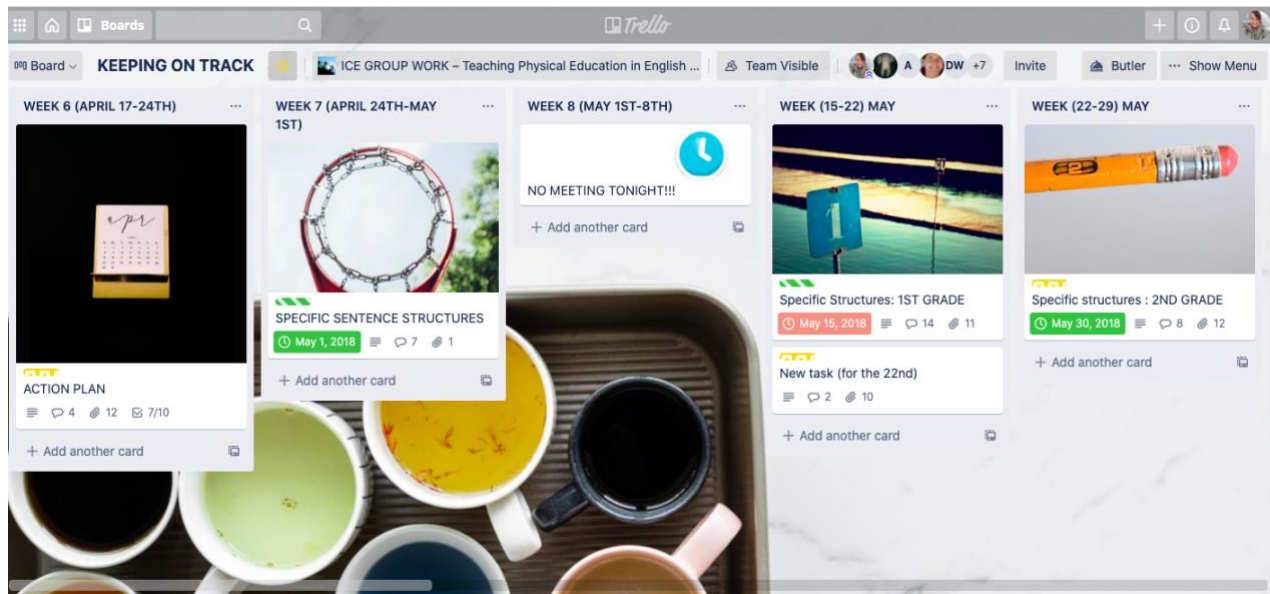 Boards
Trello
Board
KEEPING ON TRACK
ICE GROUP WORK – Teaching Physical Education in English ...
Team Visible
A
DW
+7
Invite
Butler
··· Show Menu
WEEK 6 (APRIL 17-24TH)
apr
ACTION PLAN
4
12
7/10
+ Add another card
WEEK 7 (APRIL 24TH-MAY
1ST)
SPECIFIC SENTENCE STRUCTURES
May 1, 2018
7
1
+ Add another card
WEEK 8 (MAY 1ST-8TH)
NO MEETING TONIGHT!!!
+ Add another card
WEEK (15-22) MAY
1
Specific Structures: 1ST GRADE
May 15, 2018
14
11
New task (for the 22nd)
2
10
+ Add another card
WEEK (22-29) MAY
2
Specific structures : 2ND GRADE
May 30, 2018
8
12
+ Add another card